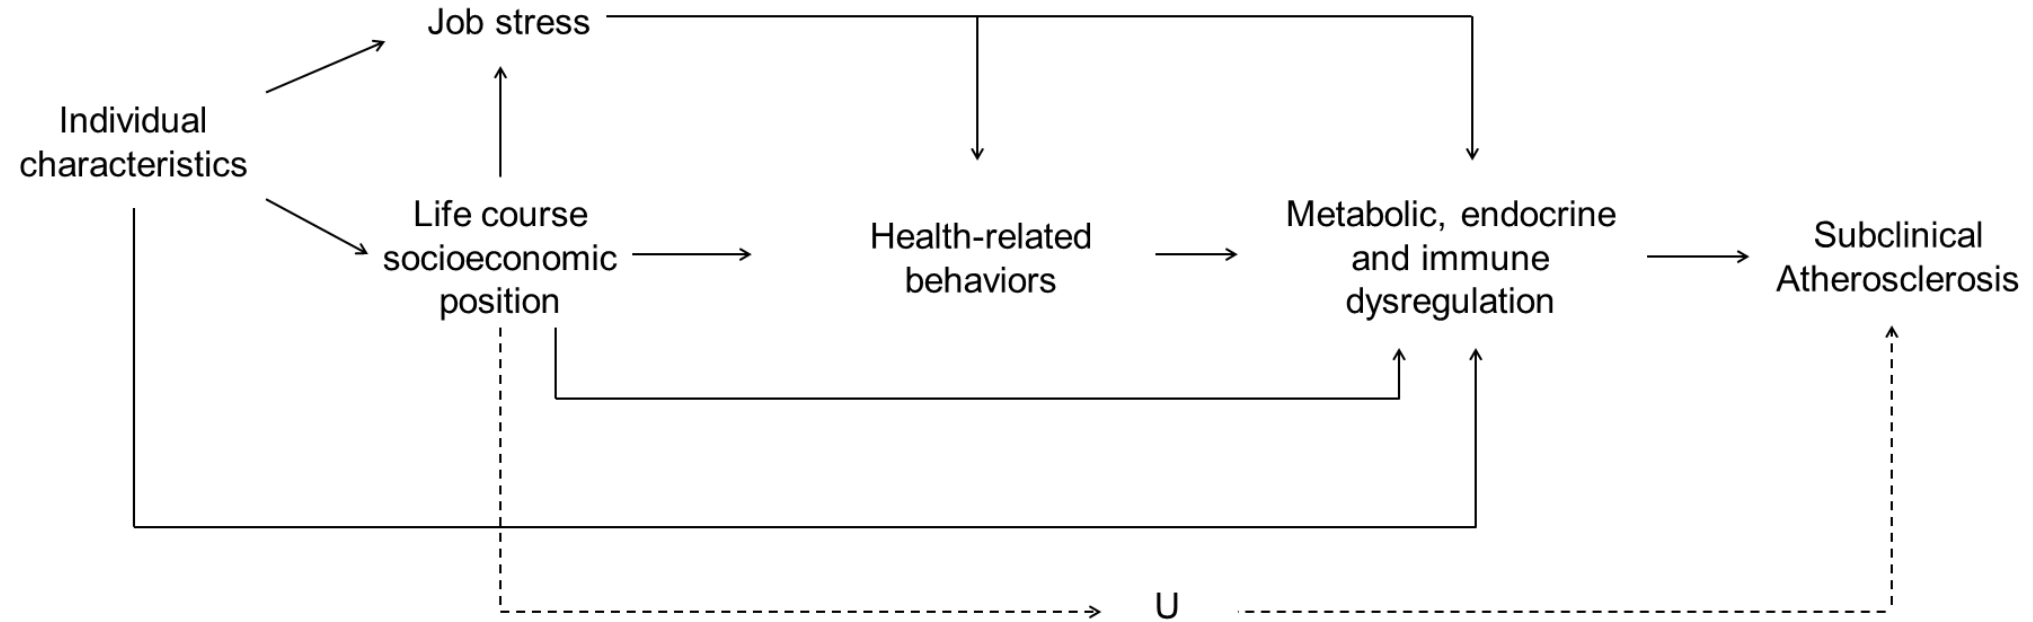 Job stress
Individual
characteristics
Life course
socioeconomic
position
Health-related
behaviors
Metabolic, endocrine
and immune
dysregulation
Subclinical
Atherosclerosis
U